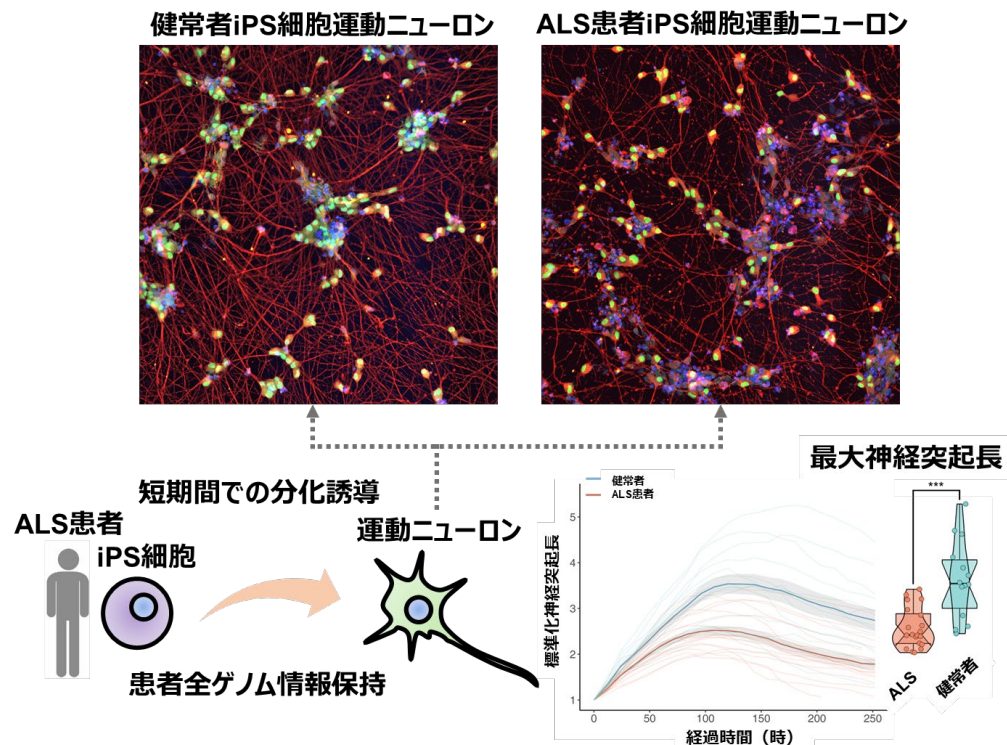 健常者iPS細胞運動ニューロン
ALS患者iPS細胞運動ニューロン
短期間での分化誘導
ALS患者
iPS細胞
運動ニューロン
患者全ゲノム情報保持
最大神経突起長
健常者
ALS患者
***
標準化神経突起長
5
4
3
2
1
0
50
100
150
200
250
経過時間（時）
ALS
健常者